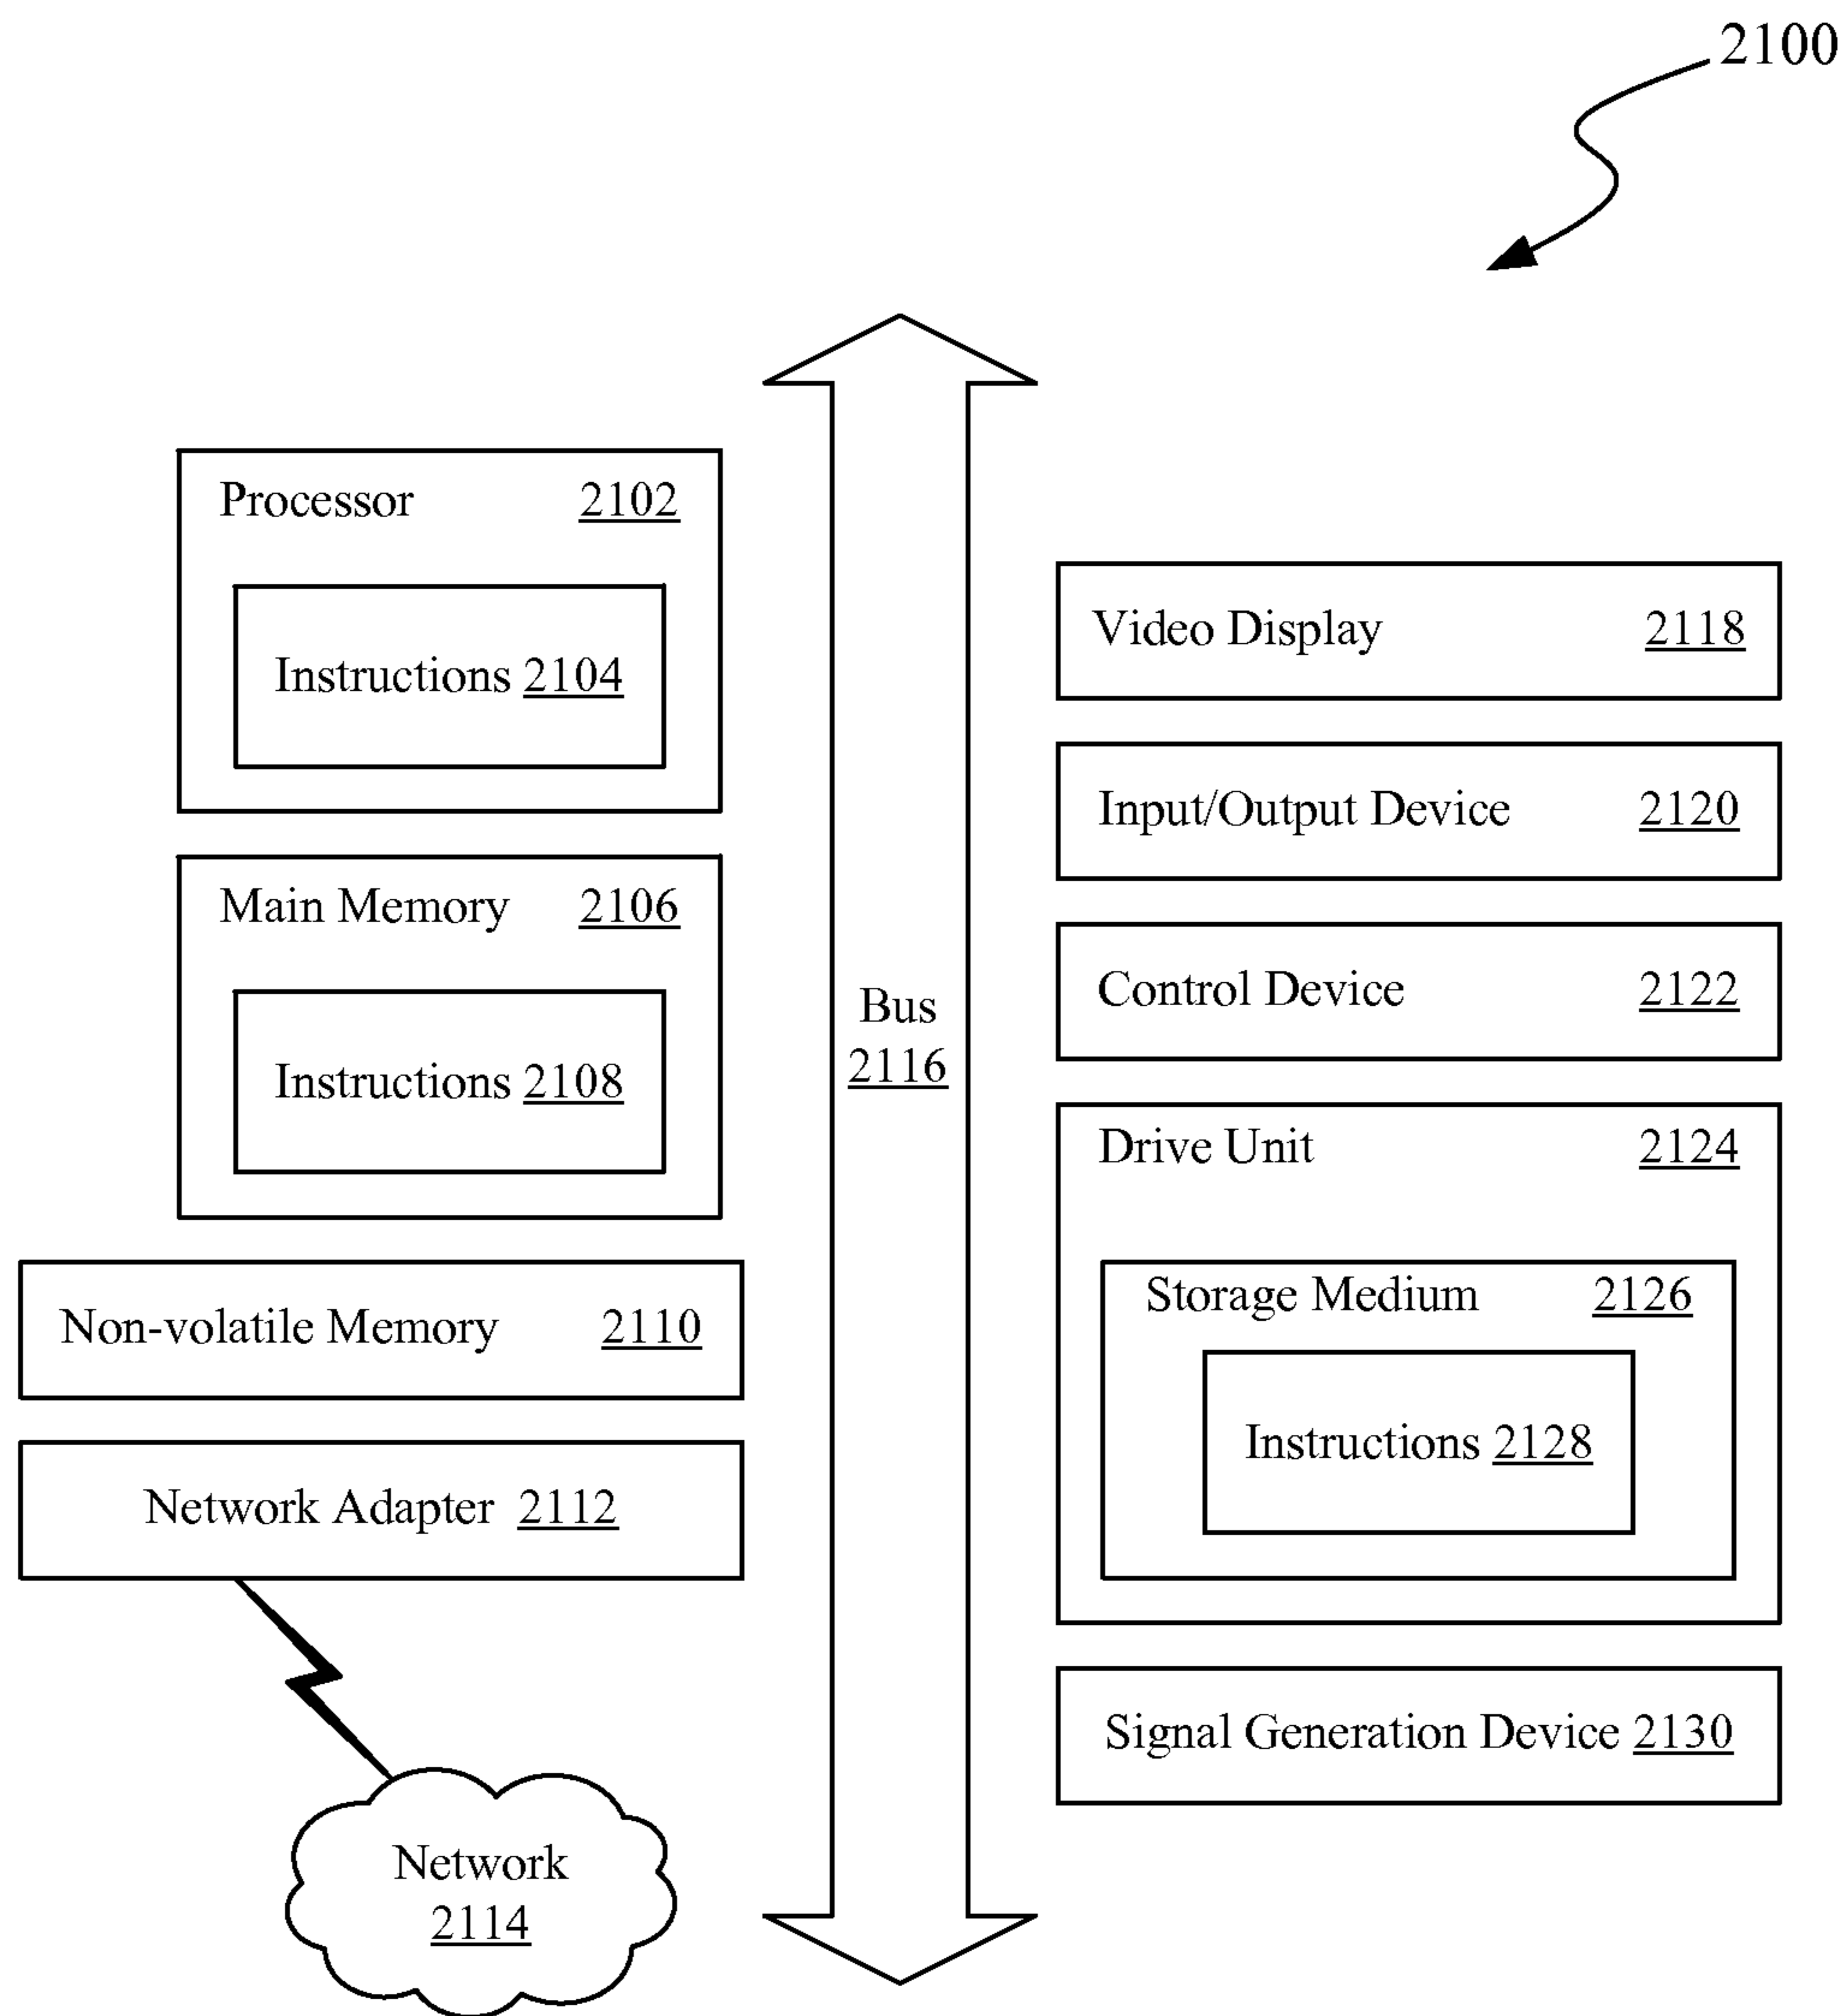 2100
Processor 2102
Instructions 2104
Main Memory 2106
Instructions 2108
Non-volatile Memory 2110
Network Adapter 2112
Network
2114
Bus
2116
Video Display 2118
Input/Output Device 2120
Control Device 2122
Drive Unit 2124
Storage Medium 2126
Instructions 2128
Signal Generation Device 2130